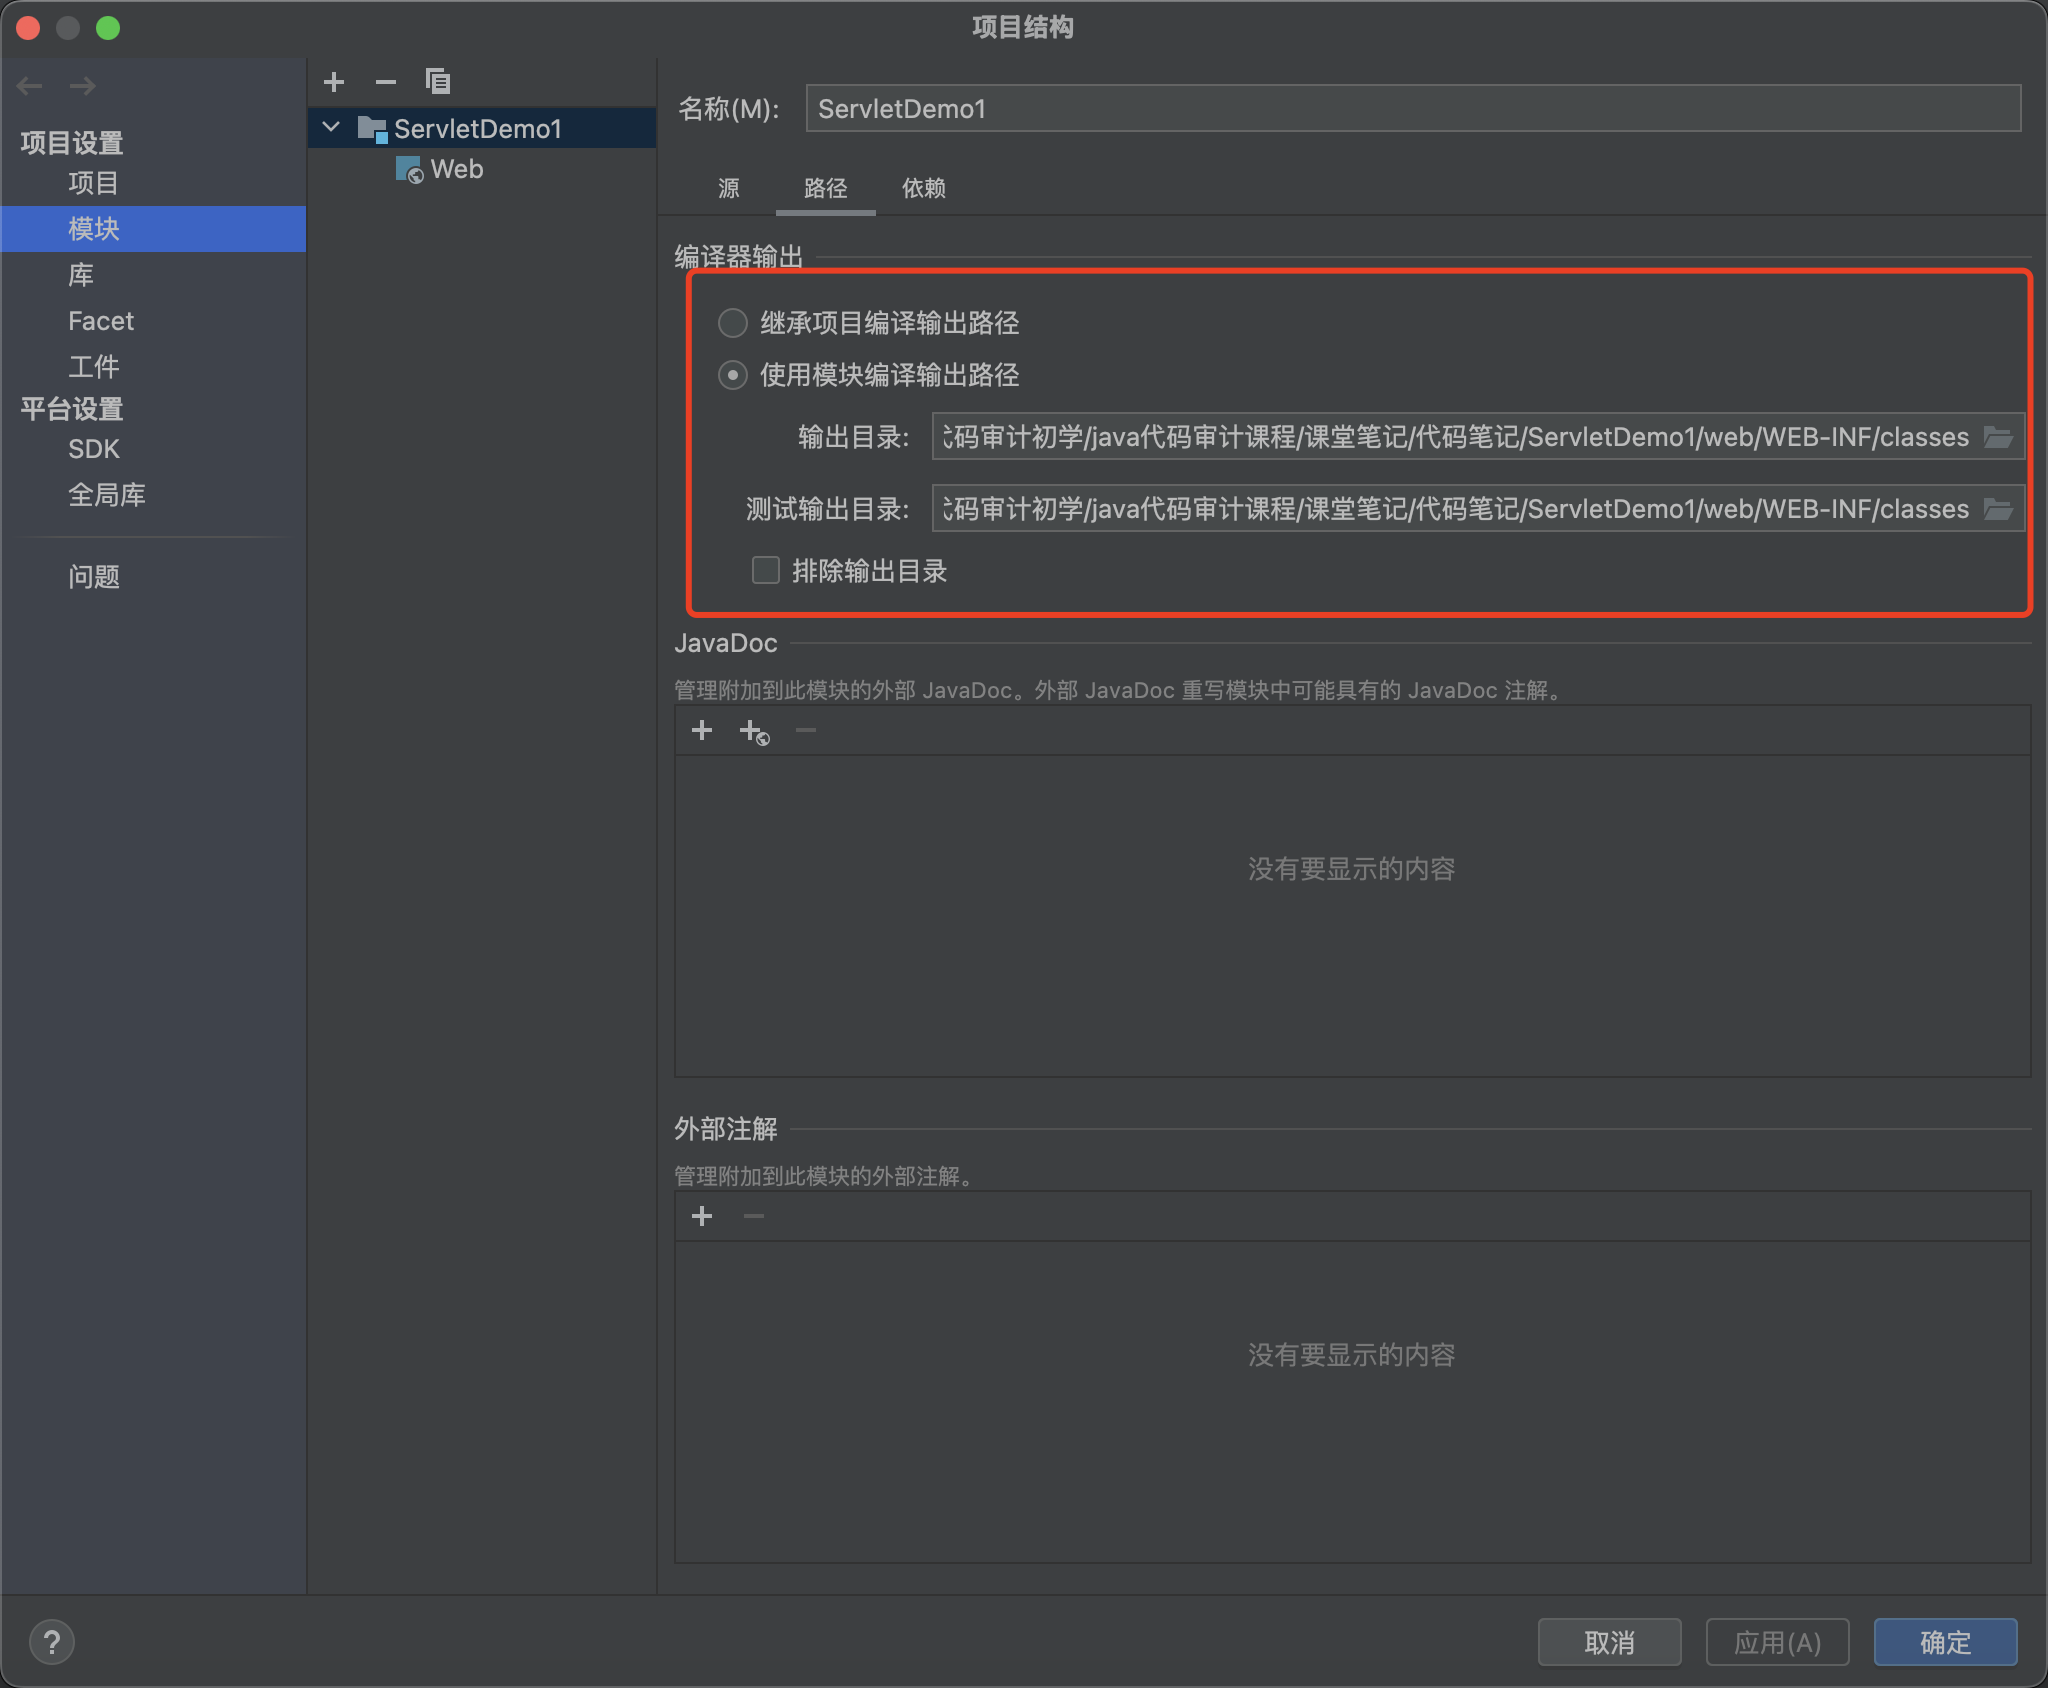 项目结构
项目设置
项目
模块
库
Facet
工件
平台设置
SDK
全局库
问题
ServletDemo1
Web
名称(M): ServletDemo1
源 路径 依赖
编译器输出
继承项目编译输出路径
使用模块编译输出路径
输出目录: 码审计初学/java代码审计课程/课堂笔记/代码笔记/ServletDemo1/web/WEB-INF/classes
测试输出目录: 码审计初学/java代码审计课程/课堂笔记/代码笔记/ServletDemo1/web/WEB-INF/classes
排除输出目录
JavaDoc
管理附加到此模块的外部 JavaDoc。外部 JavaDoc 重写模块中可能具有的 JavaDoc 注解。
没有要显示的内容
外部注解
管理附加到此模块的外部注解。
没有要显示的内容
?
取消 应用(A) 确定